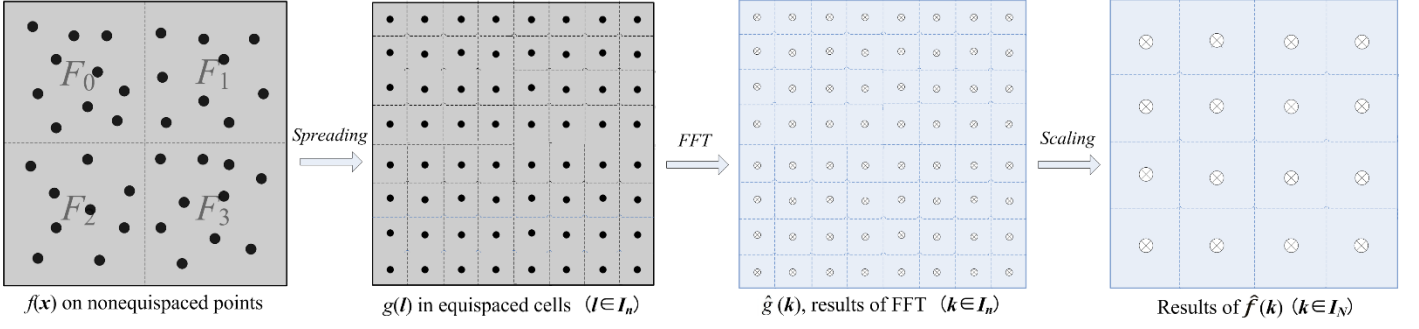 F0
F1
F2
F3
Spreading
FFT
Scaling
f(x) on nonequispaced points
g(l) in equispaced cells (l∈In)
ĝ (k), results of FFT (k∈In)
Results of f̂ (k) (k∈IN)